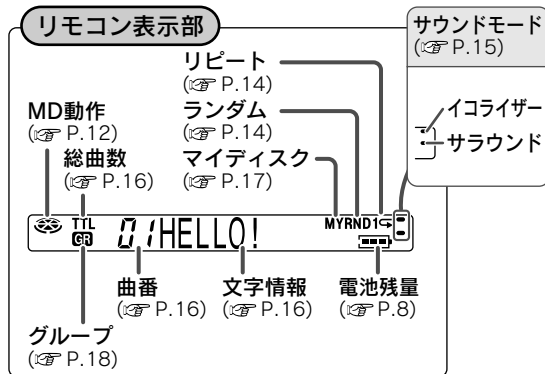 リモコン表示部
サウンドモード
(☞ P.15)
イコライザー
サラウンド
リピート
(☞ P.14)
MD動作
(☞ P.12)
ランダム
(☞ P.14)
総曲数
(☞ P.16)
マイディスク
(☞ P.17)
TTL
GR
01HELLO!
MYRND1
曲番
(☞ P.16)
文字情報
(☞ P.16)
電池残量
(☞ P.8)
グループ
(☞ P.18)